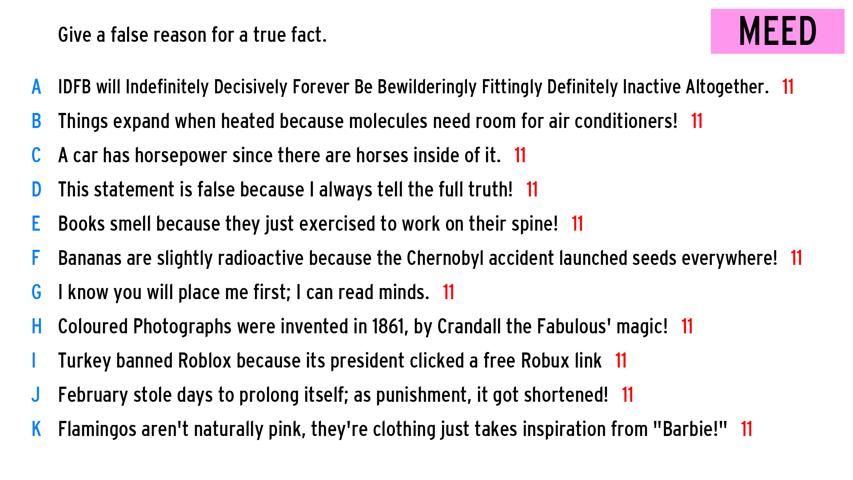 Give a false reason for a true fact.
MEED
A IDFB will Indefinitely Decisively Forever Be Bewilderingly Fittingly Definitely Inactive Altogether. 11
B Things expand when heated because molecules need room for air conditioners! 11
C A car has horsepower since there are horses inside of it. 11
D This statement is false because I always tell the full truth! 11
E Books smell because they just exercised to work on their spine! 11
F Bananas are slightly radioactive because the Chernobyl accident launched seeds everywhere! 11
G I know you will place me first; I can read minds. 11
H Coloured Photographs were invented in 1861, by Crandall the Fabulous' magic! 11
I Turkey banned Roblox because its president clicked a free Robux link 11
J February stole days to prolong itself; as punishment, it got shortened! 11
K Flamingos aren't naturally pink, they're clothing just takes inspiration from "Barbie!" 11